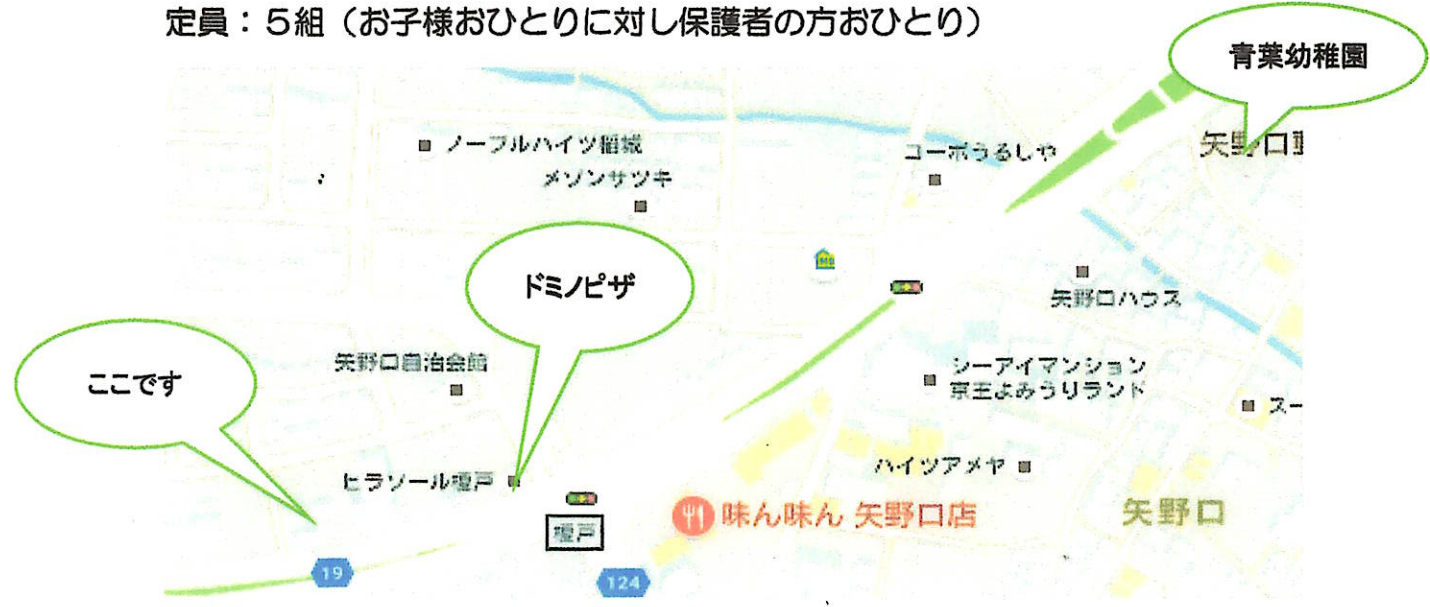 定員：５組（お子様おひとりに対し保護者の方おひとり）
青葉幼稚園
ノーブルハイツ稲城
コーポうるしや
矢野口
メゾンサツキ
ドミノピザ
矢野口ハウス
矢野口自治会館
シーアイマンション
京王よみうりランド
ここです
スー
ヒラソール榎戸
ハイツアメヤ
味ん味ん 矢野口店
矢野口
榎戸
19
124